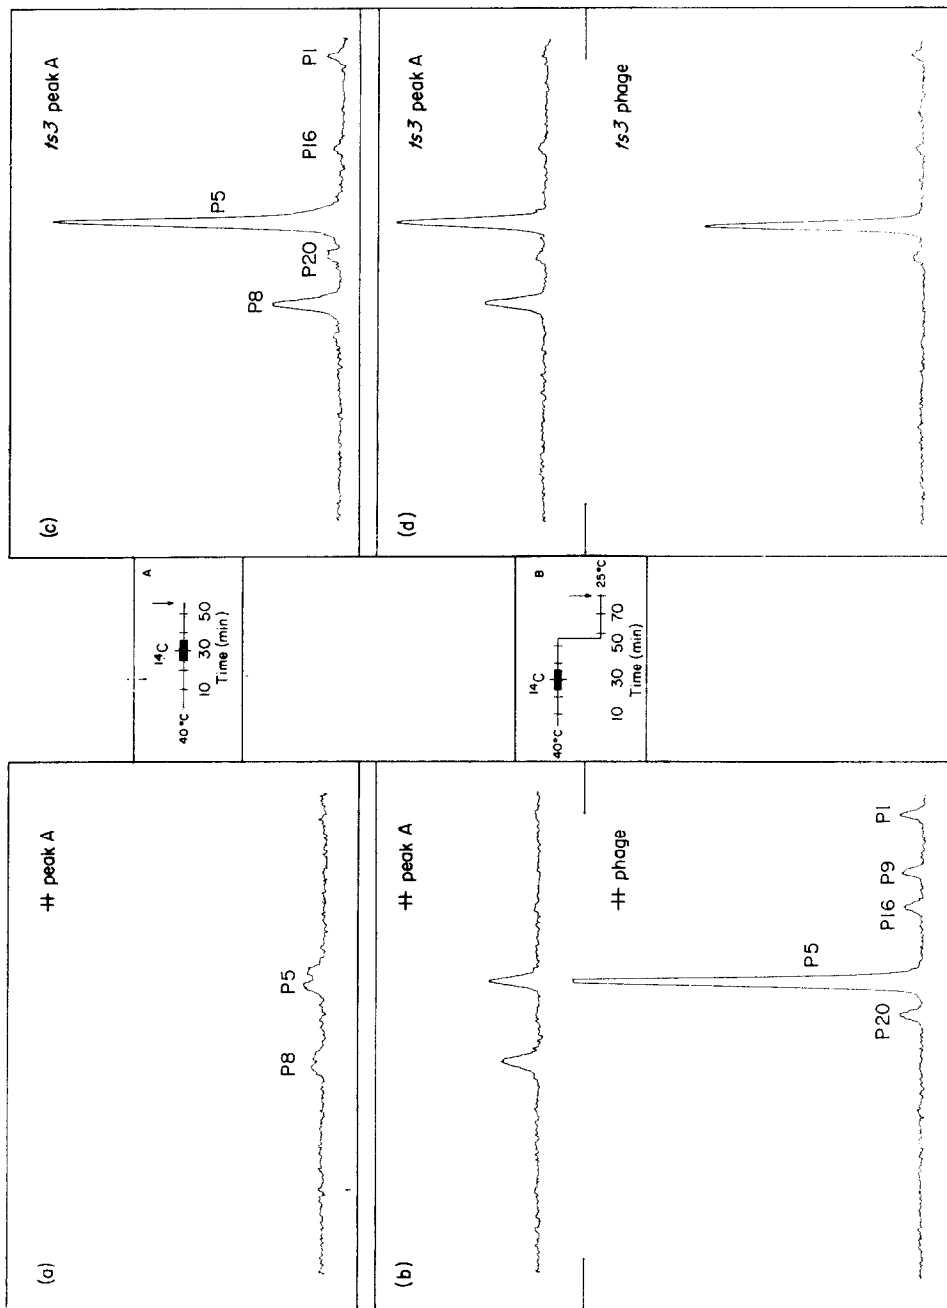 (a)
++ peak A
P8 P5
A
¹⁴C
40°C
10 30 50
Time (min)
(c)
ts3 peak A
P5
P8 P20 P16 P1
(b)
++ peak A
++ phage
P5
P20 P16 P9 P1
B
¹⁴C
40°C
25°C
10 30 50 70
Time (min)
(d)
ts3 peak A
ts3 phage